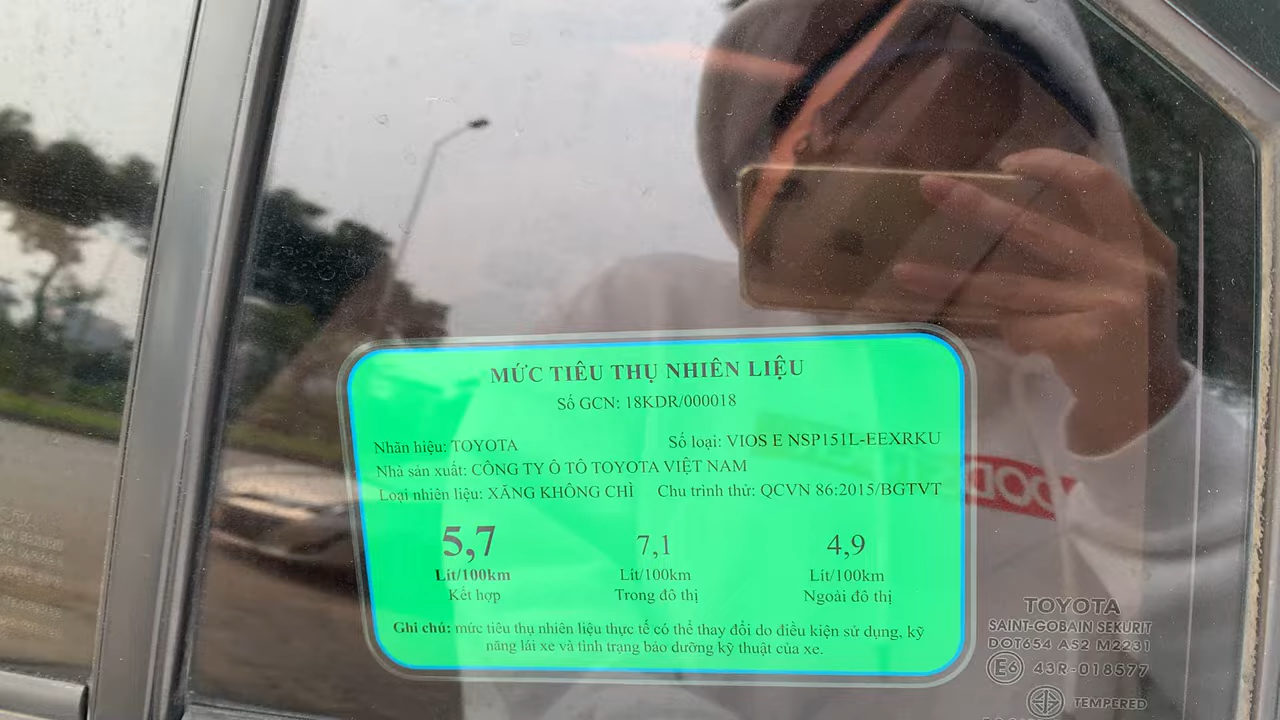 MỨC TIÊU THỤ NHIÊN LIỆU
Số GCN: 18KDR/000018
Nhãn hiệu: TOYOTA Số loại: VIOS E NSP151L-EEXRKU
Nhà sản xuất: CÔNG TY Ô TÔ TOYOTA VIỆT NAM
Loại nhiên liệu: XĂNG KHÔNG CHÌ Chu trình thử: QCVN 86:2015/BGTVT
5,7 7,1 4,9
Lít/100km Lít/100km Lít/100km
Kết hợp Trong đô thị Ngoài đô thị
Ghi chú: mức tiêu thụ nhiên liệu thực tế có thể thay đổi do điều kiện sử dụng, kỹ
năng lái xe và tình trạng bảo dưỡng kỹ thuật của xe.
TOYOTA
SAINT-GOBAIN SEKURIT
DOT654 AS2 M2231
E6 43R-018577
TEMPERED